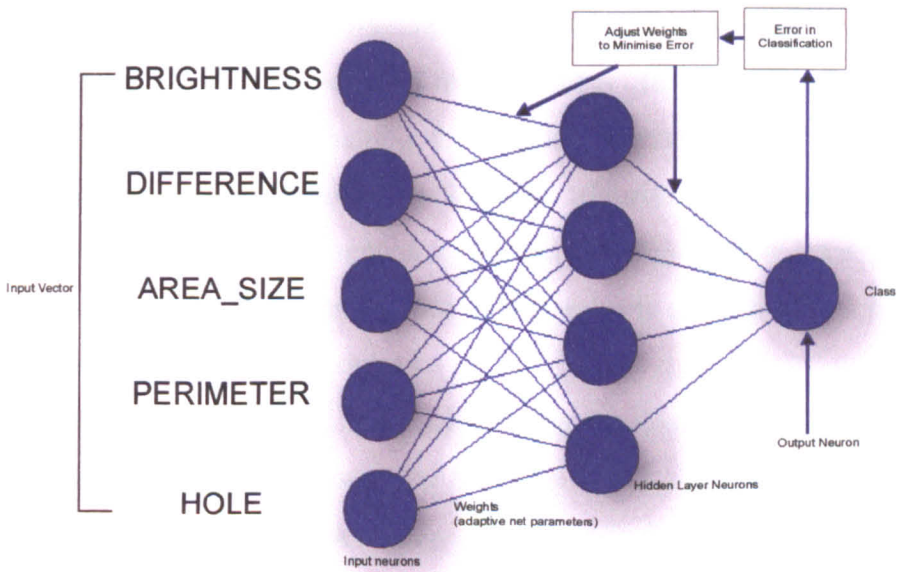 Adjust Weights
to Minimise Error
Error in
Classification
BRIGHTNESS
DIFFERENCE
Input Vector
AREA_SIZE
Class
PERIMETER
Output Neuron
Hidden Layer Neurons
HOLE
Weights
(adaptive net parameters)
Input neurons